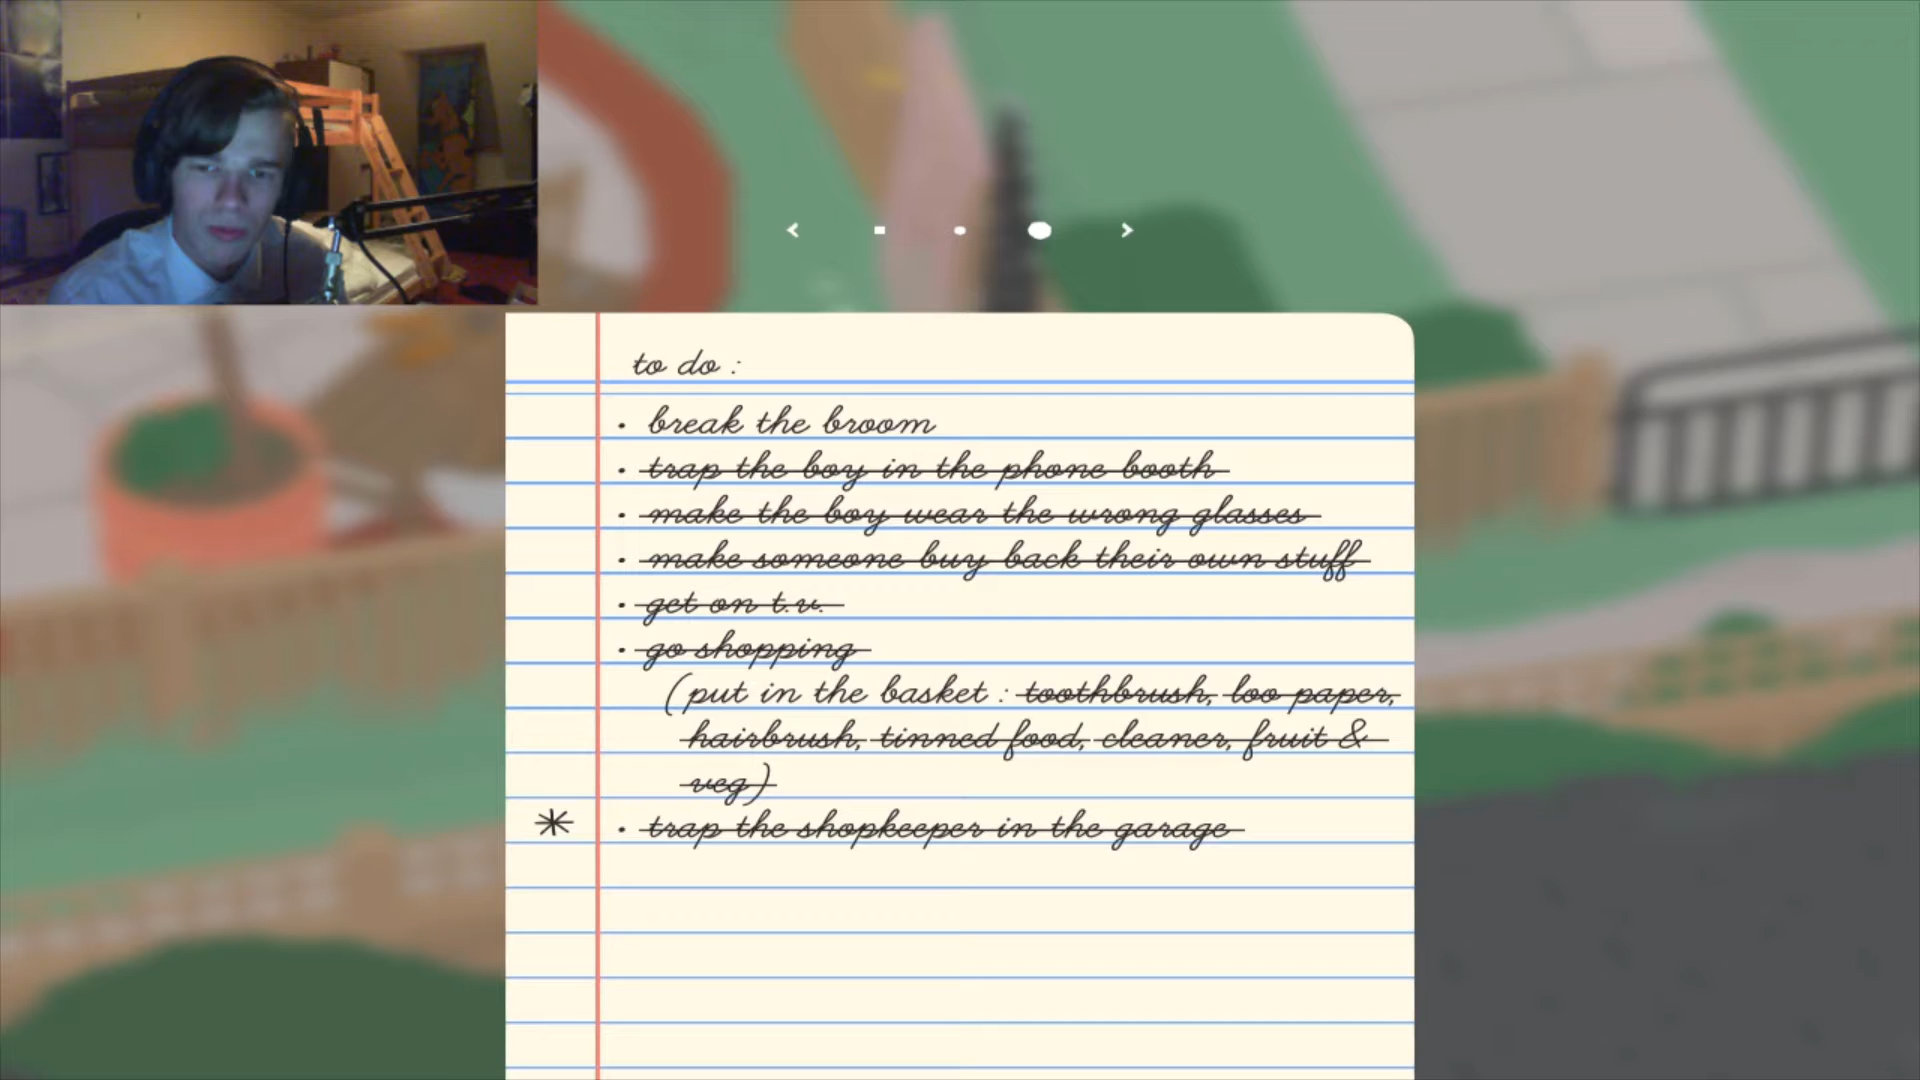 to do :
• break the broom
• trap the boy in the phone booth
• make the boy wear the wrong glasses
• make someone buy back their own stuff
• get on t.v.
• go shopping
(put in the basket : toothbrush, loo paper,
hairbrush, tinned food, cleaner, fruit &
veg)
* • trap the shopkeeper in the garage